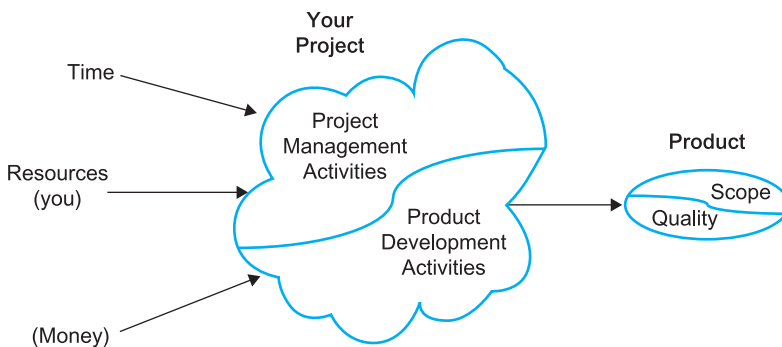 Your
Project
Time
Project
Management
Activities
Product
Resources
(you)
Scope
Quality
Product
Development
Activities
(Money)